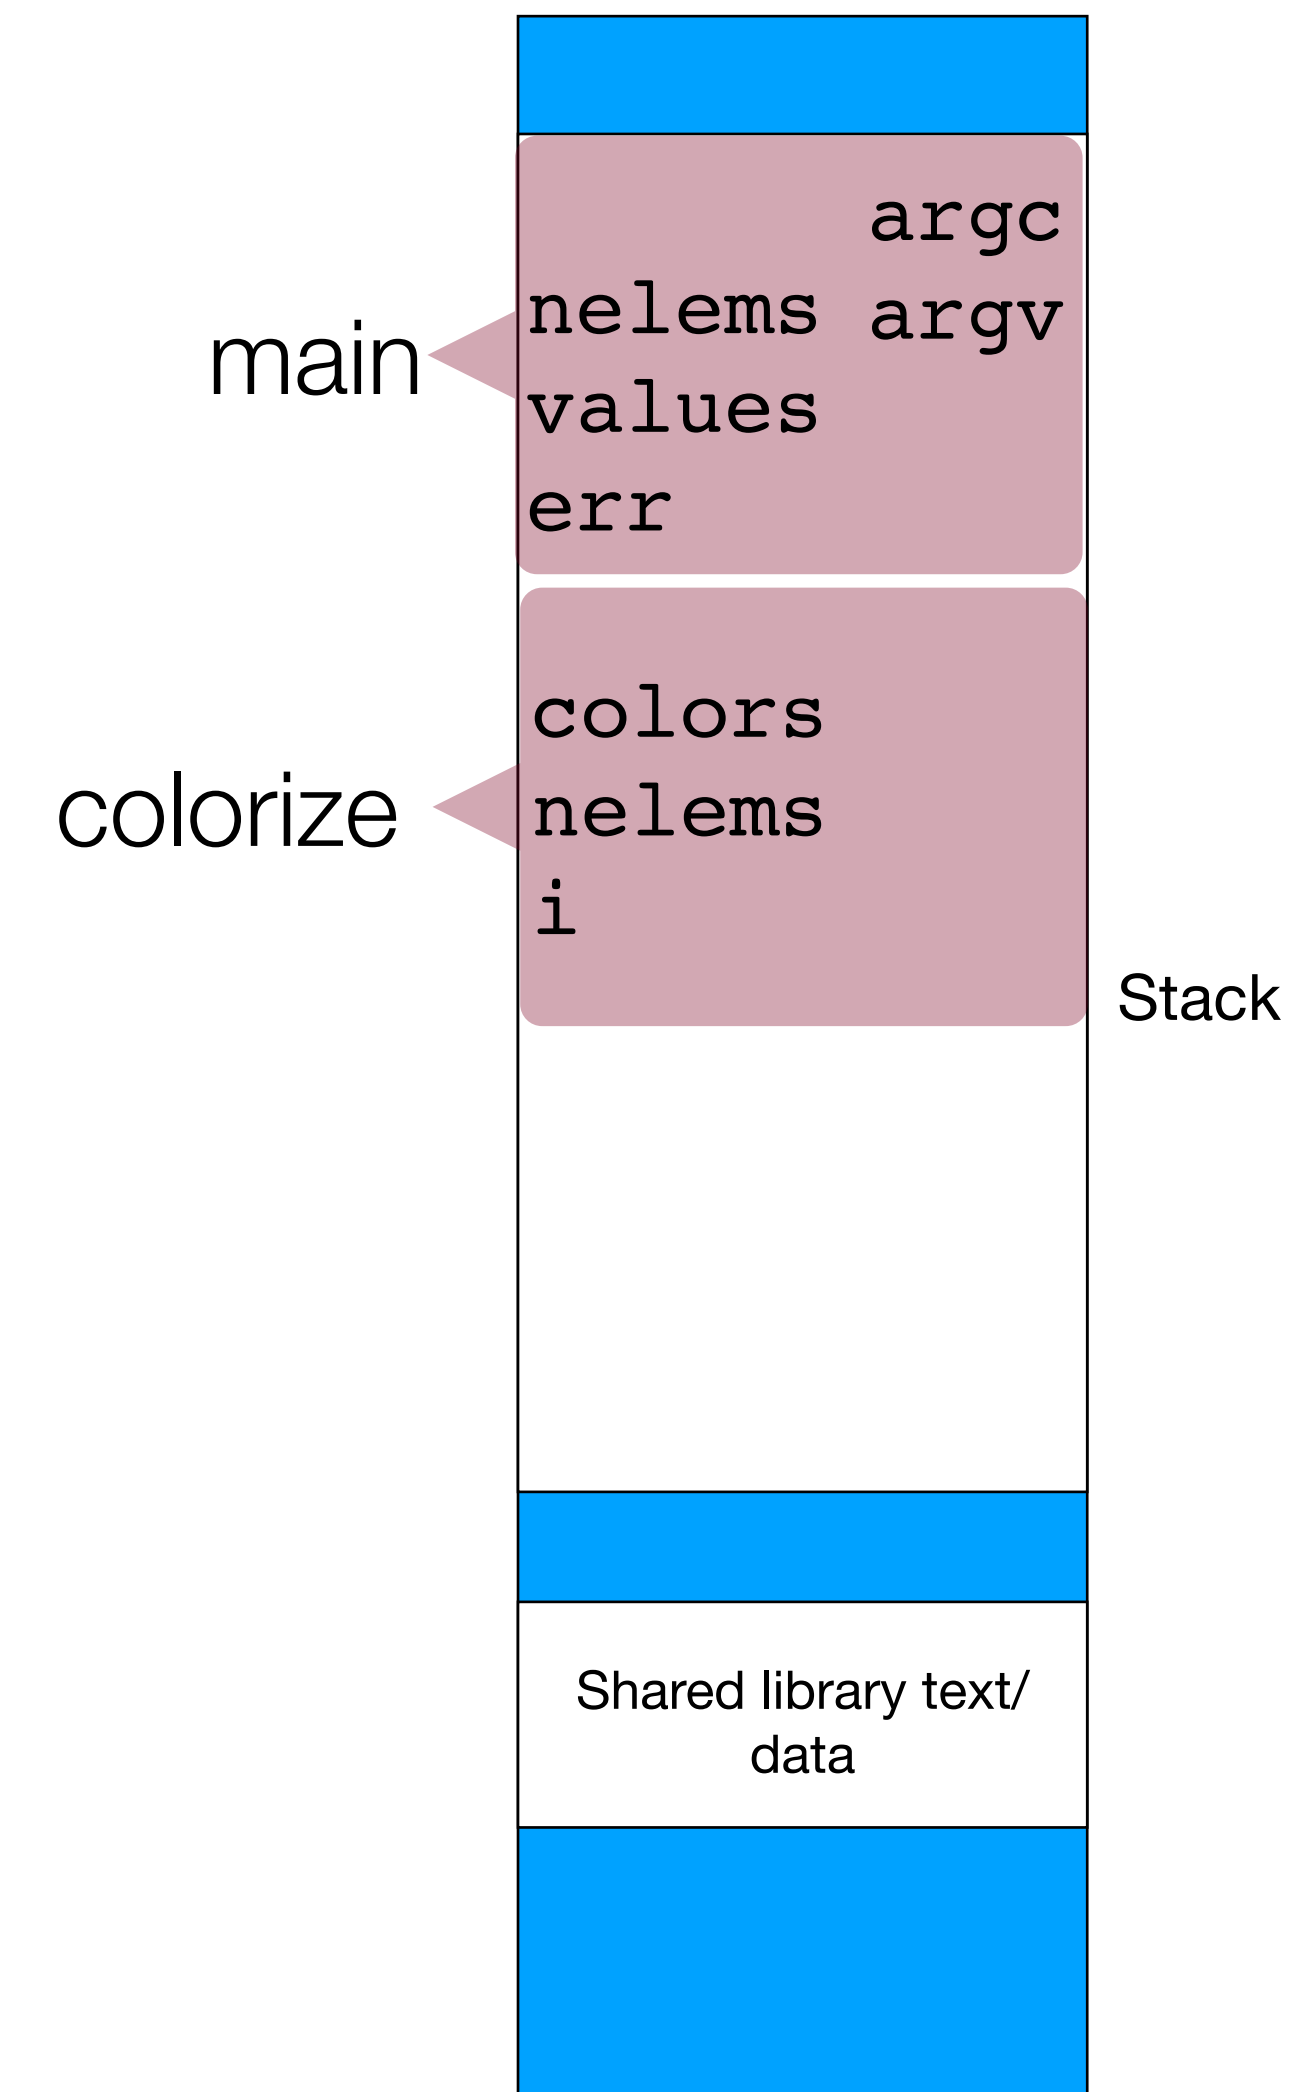 argc
nelems argv
main
values
err
colors
colorize
nelems
i
Stack
Shared library text/
data